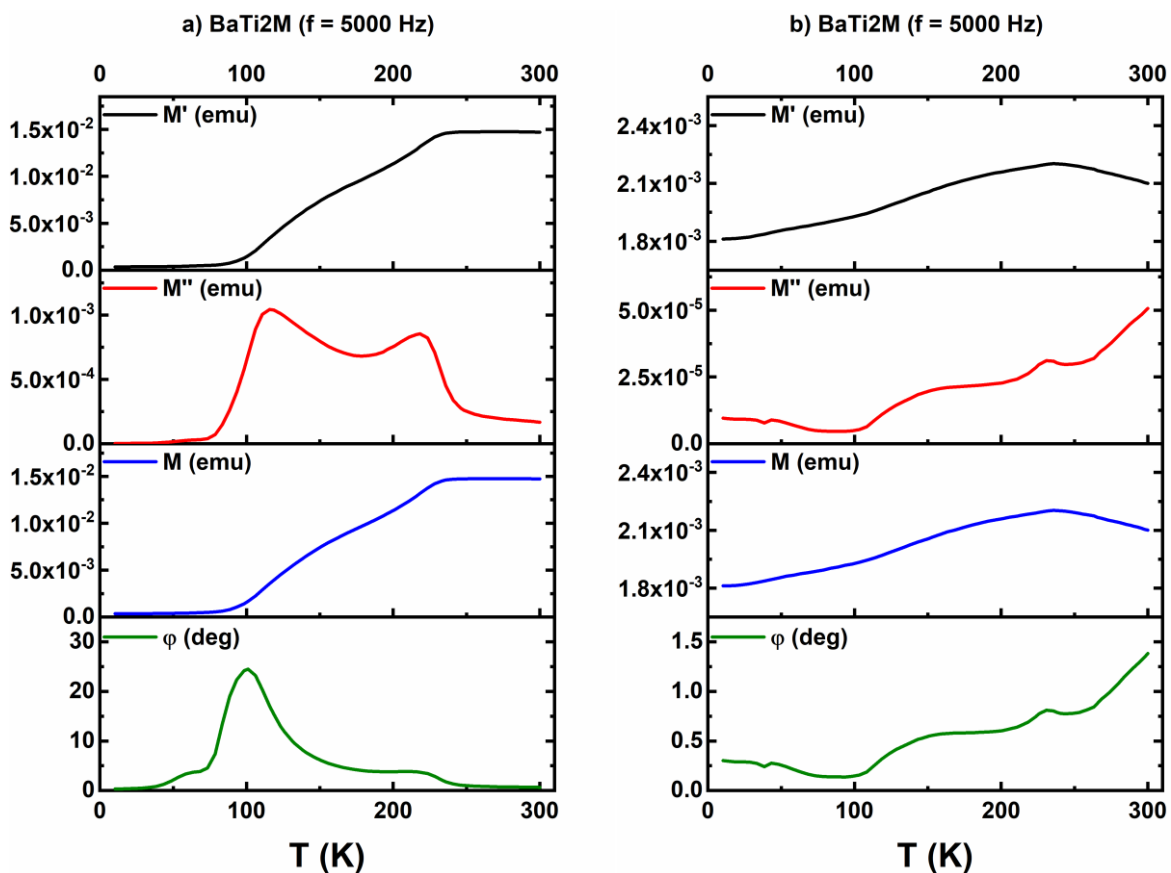 a) BaTi2M (f = 5000 Hz)
0 100 200 300
M' (emu)
1.5x10-2
1.0x10-2
5.0x10-3
0.0
M" (emu)
1.0x10-3
5.0x10-4
0.0
M (emu)
1.5x10-2
1.0x10-2
5.0x10-3
0.0
φ (deg)
30
20
10
0
0 100 200 300
T (K)
b) BaTi2M (f = 5000 Hz)
0 100 200 300
M' (emu)
2.4x10-3
2.1x10-3
1.8x10-3
M" (emu)
5.0x10-5
2.5x10-5
0.0
M (emu)
2.4x10-3
2.1x10-3
1.8x10-3
φ (deg)
1.5
1.0
0.5
0.0
0 100 200 300
T (K)